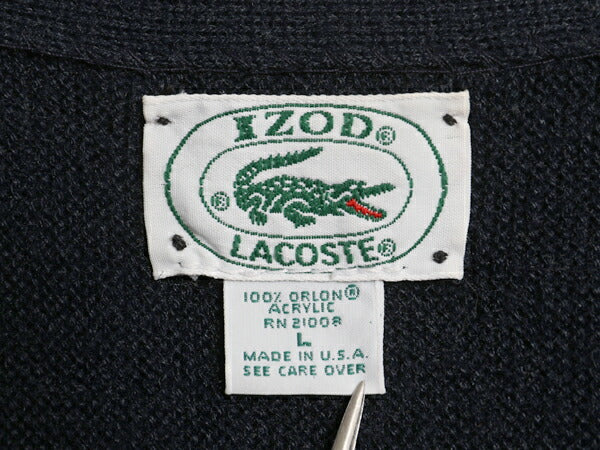 IZOD®
®
LACOSTE®
100% ORLON®
ACRYLIC
RN 21008
L
MADE IN U.S.A.
SEE CARE OVER